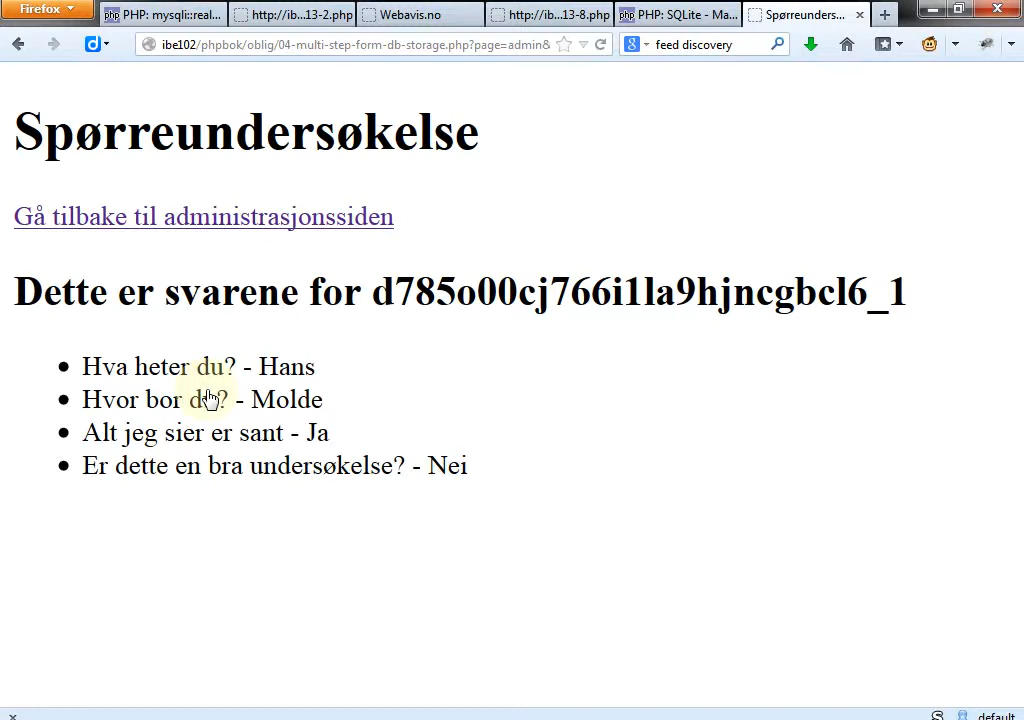 Firefox
php PHP: mysqli::real...
http://ib...13-2.php
Webavis.no
http://ib...13-8.php
php PHP: SQLite - Ma...
Spørreunders...
ibe102/phpbok/oblig/04-multi-step-form-db-storage.php?page=admin&
feed discovery
Spørreundersøkelse
Gå tilbake til administrasjonssiden
Dette er svarene for d785o00cj766i1la9hjncgbcl6_1
Hva heter du? - Hans
Hvor bor du? - Molde
Alt jeg sier er sant - Ja
Er dette en bra undersøkelse? - Nei
default